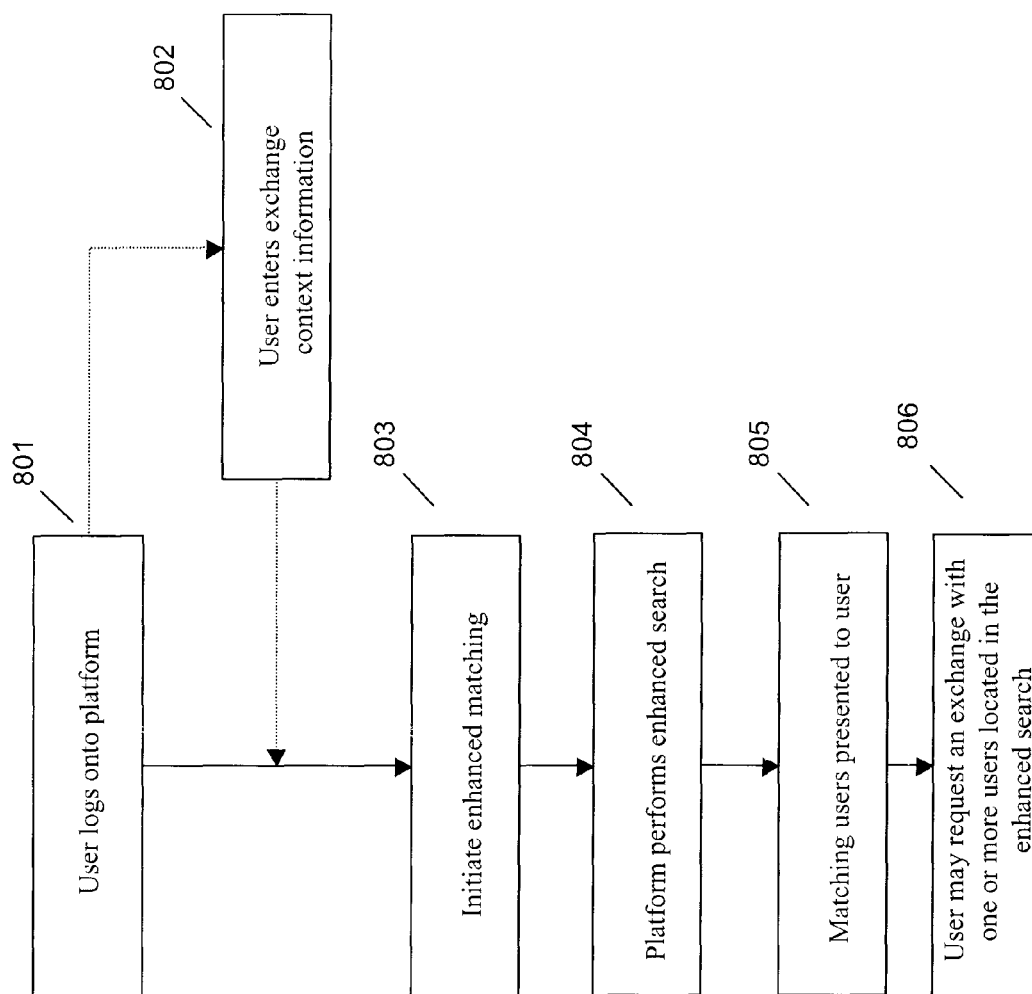 801
User logs onto platform
802
User enters exchange
context information
803
Initiate enhanced matching
804
Platform performs enhanced search
805
Matching users presented to user
806
User may request an exchange with
one or more users located in the
enhanced search